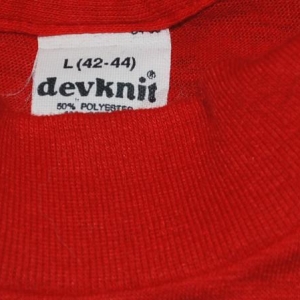 L (42-44)
devknit®
50% POLYESTER